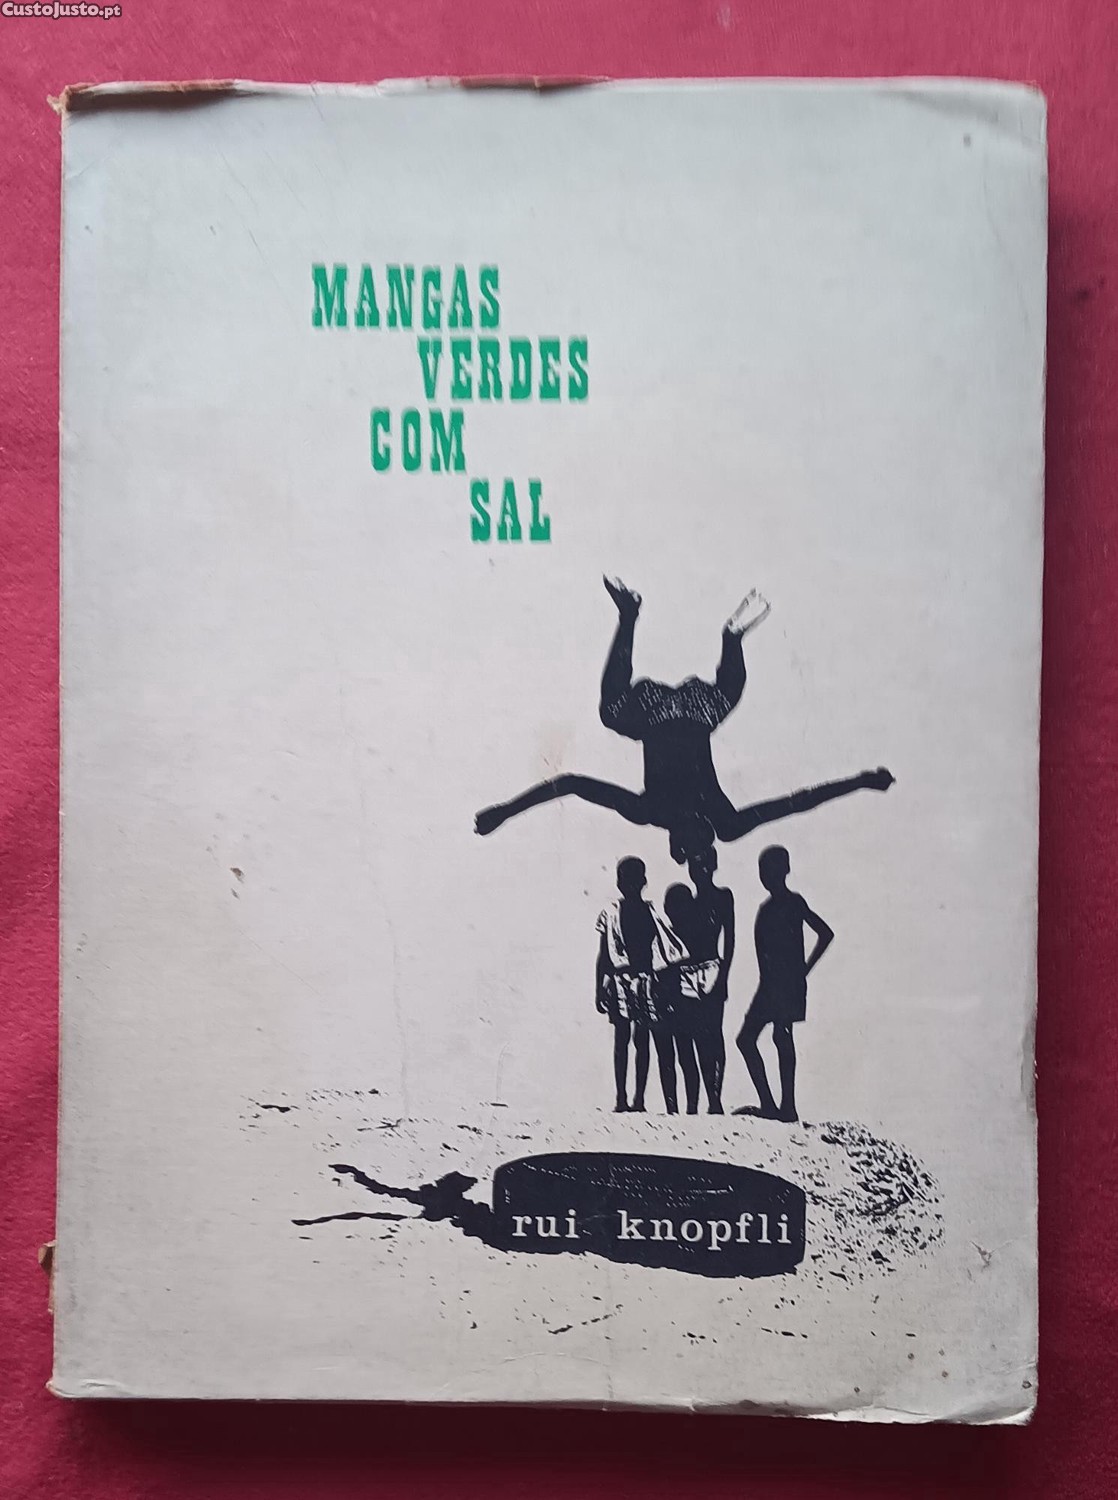 CustoJusto.pt
MANGAS
VERDES
COM
SAL
rui knopfli